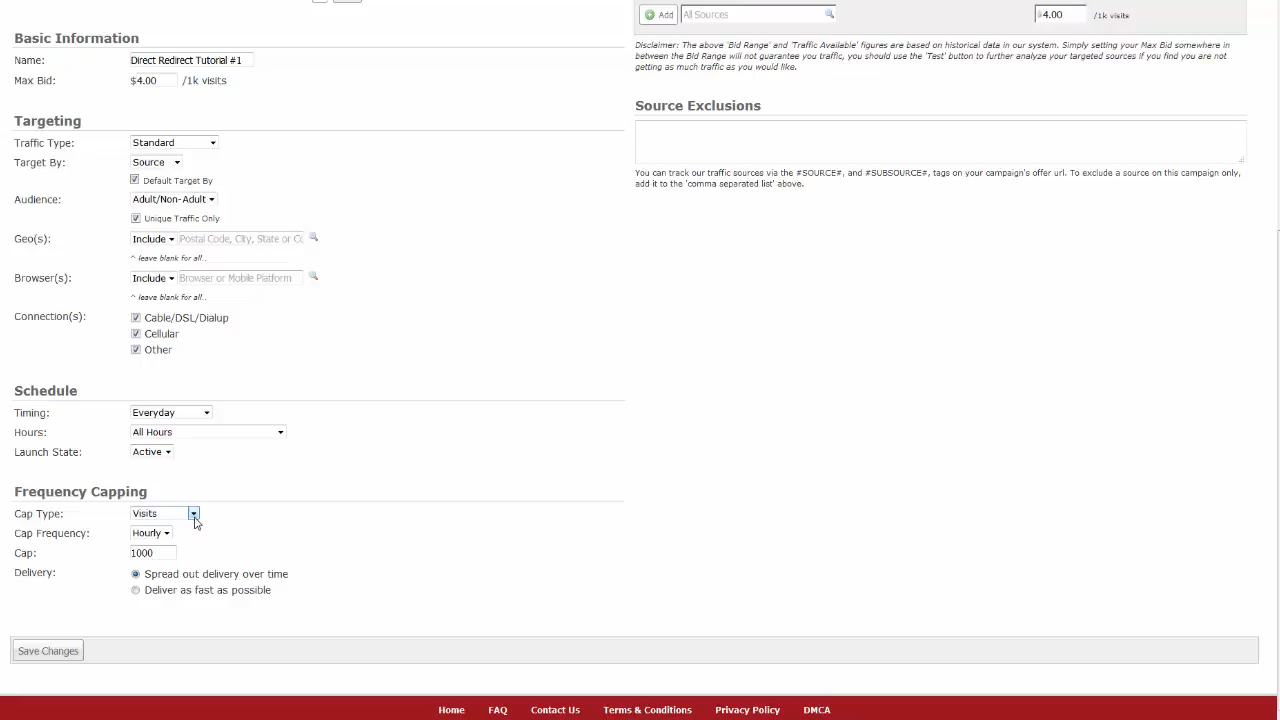 Basic Information
Name: Direct Redirect Tutorial #1
Max Bid: $4.00 /1k visits
Targeting
Traffic Type: Standard
Target By: Source
Default Target By
Audience: Adult/Non-Adult
Unique Traffic Only
Geo(s): Include Postal Code, City, State or Co
^ leave blank for all..
Browser(s): Include Browser or Mobile Platform
^ leave blank for all..
Connection(s): Cable/DSL/Dialup
Cellular
Other
Schedule
Timing: Everyday
Hours: All Hours
Launch State: Active
Frequency Capping
Cap Type: Visits
Cap Frequency: Hourly
Cap: 1000
Delivery: Spread out delivery over time
Deliver as fast as possible
Save Changes
Add All Sources $4.00 /1k visits
Disclaimer: The above 'Bid Range' and 'Traffic Available' figures are based on historical data in our system. Simply setting your Max Bid somewhere in
between the Bid Range will not guarantee you traffic, you should use the 'Test' button to further analyze your targeted sources if you find you are not
getting as much traffic as you would like.
Source Exclusions
You can track our traffic sources via the #SOURCE#, and #SUBSOURCE#, tags on your campaign's offer url. To exclude a source on this campaign only,
add it to the 'comma separated list' above.
Home FAQ Contact Us Terms & Conditions Privacy Policy DMCA